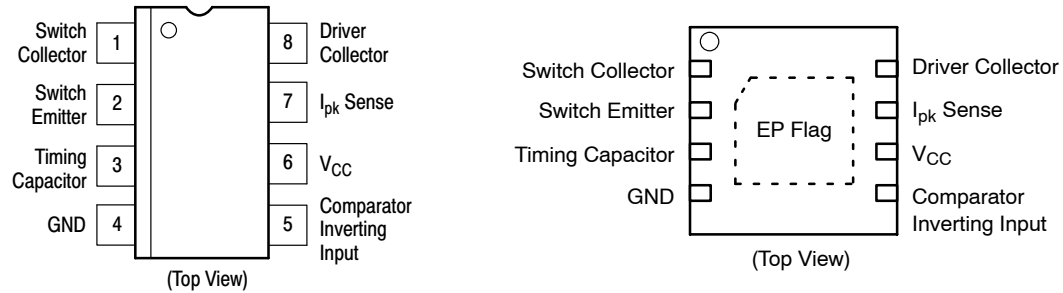 Switch
Collector
1
8
Driver
Collector
Switch
Emitter
2
7
Ipk Sense
Timing
Capacitor
3
6
VCC
GND
4
5
Comparator
Inverting
Input
(Top View)
Switch Collector
Driver Collector
Switch Emitter
Ipk Sense
EP Flag
Timing Capacitor
VCC
GND
Comparator
Inverting Input
(Top View)